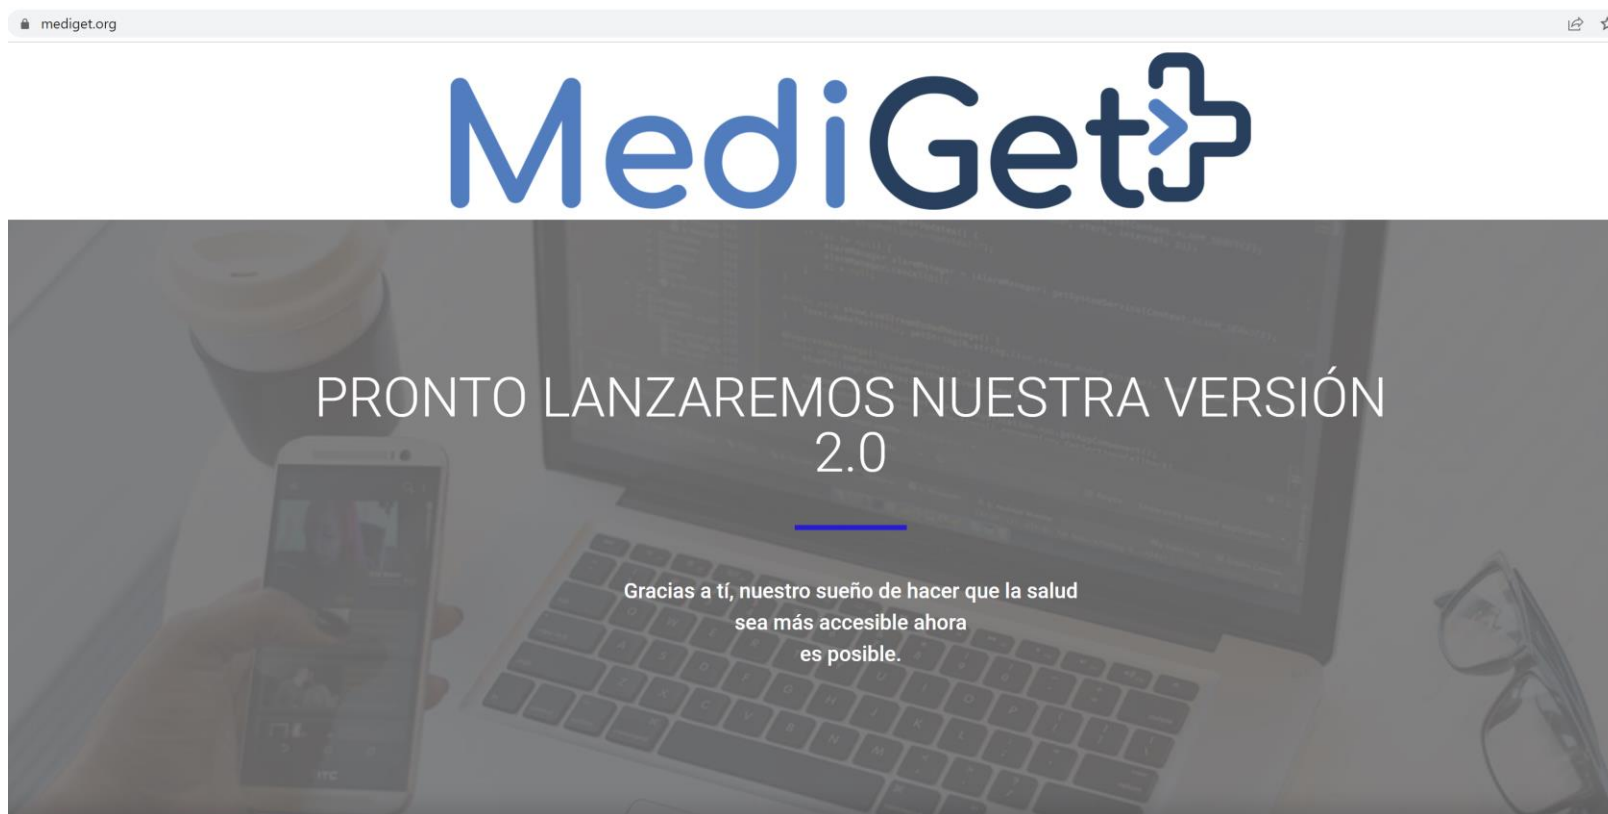 mediget.org
MediGet
PRONTO LANZAREMOS NUESTRA VERSIÓN
2.0
Gracias a tí, nuestro sueño de hacer que la salud
sea más accesible ahora
es posible.
HTC